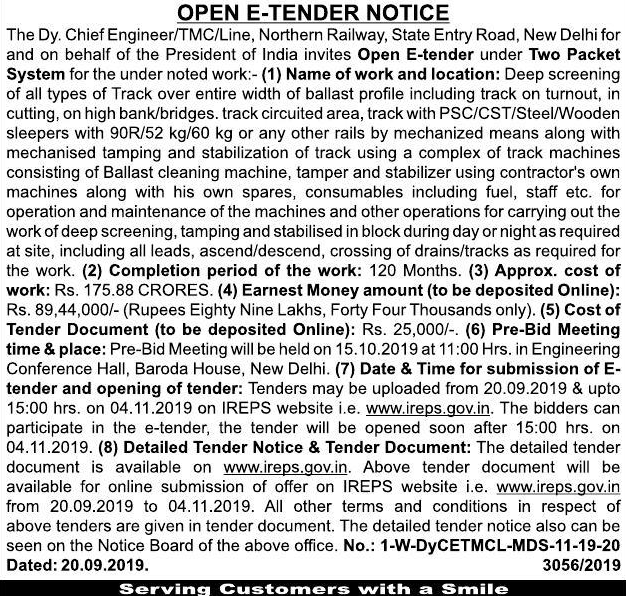 OPEN E-TENDER NOTICE
The Dy. Chief Engineer/TMC/Line, Northern Railway, State Entry Road, New Delhi for
and on behalf of the President of India invites Open E-tender under Two Packet
System for the under noted work:- (1) Name of work and location: Deep screening
of all types of Track over entire width of ballast profile including track on turnout, in
cutting, on high bank/bridges. track circuited area, track with PSC/CST/Steel/Wooden
sleepers with 90R/52 kg/60 kg or any other rails by mechanized means along with
mechanised tamping and stabilization of track using a complex of track machines
consisting of Ballast cleaning machine, tamper and stabilizer using contractor's own
machines along with his own spares, consumables including fuel, staff etc. for
operation and maintenance of the machines and other operations for carrying out the
work of deep screening, tamping and stabilised in block during day or night as required
at site, including all leads, ascend/descend, crossing of drains/tracks as required for
the work. (2) Completion period of the work: 120 Months. (3) Approx. cost of
work: Rs. 175.88 CRORES. (4) Earnest Money amount (to be deposited Online):
Rs. 89,44,000/- (Rupees Eighty Nine Lakhs, Forty Four Thousands only). (5) Cost of
Tender Document (to be deposited Online): Rs. 25,000/-. (6) Pre-Bid Meeting
time & place: Pre-Bid Meeting will be held on 15.10.2019 at 11:00 Hrs. in Engineering
Conference Hall, Baroda House, New Delhi. (7) Date & Time for submission of E-
tender and opening of tender: Tenders may be uploaded from 20.09.2019 & upto
15:00 hrs. on 04.11.2019 on IREPS website i.e. www.ireps.gov.in. The bidders can
participate in the e-tender, the tender will be opened soon after 15:00 hrs. on
04.11.2019. (8) Detailed Tender Notice & Tender Document: The detailed tender
document is available on www.ireps.gov.in. Above tender document will be
available for online submission of offer on IREPS website i.e. www.ireps.gov.in
from 20.09.2019 to 04.11.2019. All other terms and conditions in respect of
above tenders are given in tender document. The detailed tender notice also can be
seen on the Notice Board of the above office. No.: 1-W-DyCETMCL-MDS-11-19-20
Dated: 20.09.2019. 3056/2019
Serving Customers with a Smile